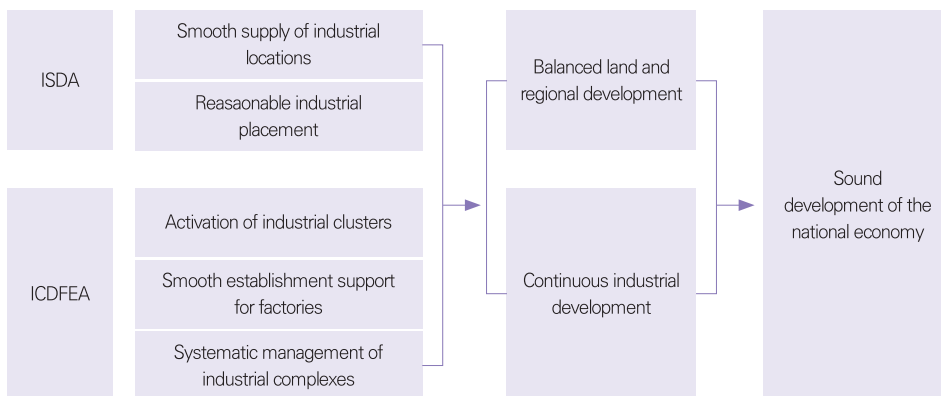 ISDA
Smooth supply of industrial
locations
Reasaonable industrial
placement
ICDFEA
Activation of industrial clusters
Smooth establishment support
for factories
Systematic management of
industrial complexes
Balanced land and
regional development
Continuous industrial
development
Sound
development of the
national economy